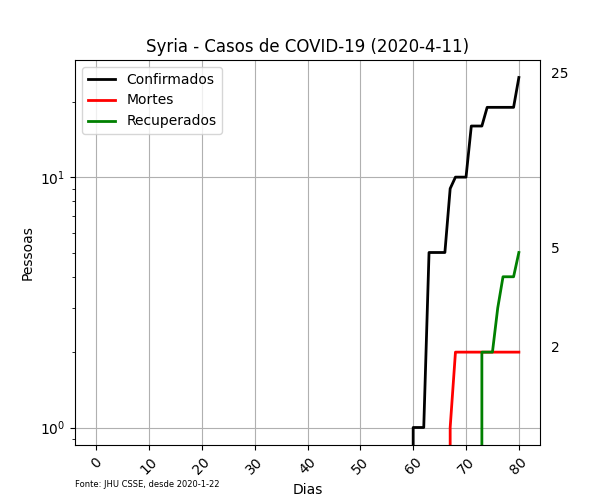 Syria - Casos de COVID-19 (2020-4-11)
Confirmados
Mortes
Recuperados
25
5
2
Pessoas
10¹
10⁰
0 10 20 30 40 50 60 70 80
Dias
Fonte: JHU CSSE, desde 2020-1-22